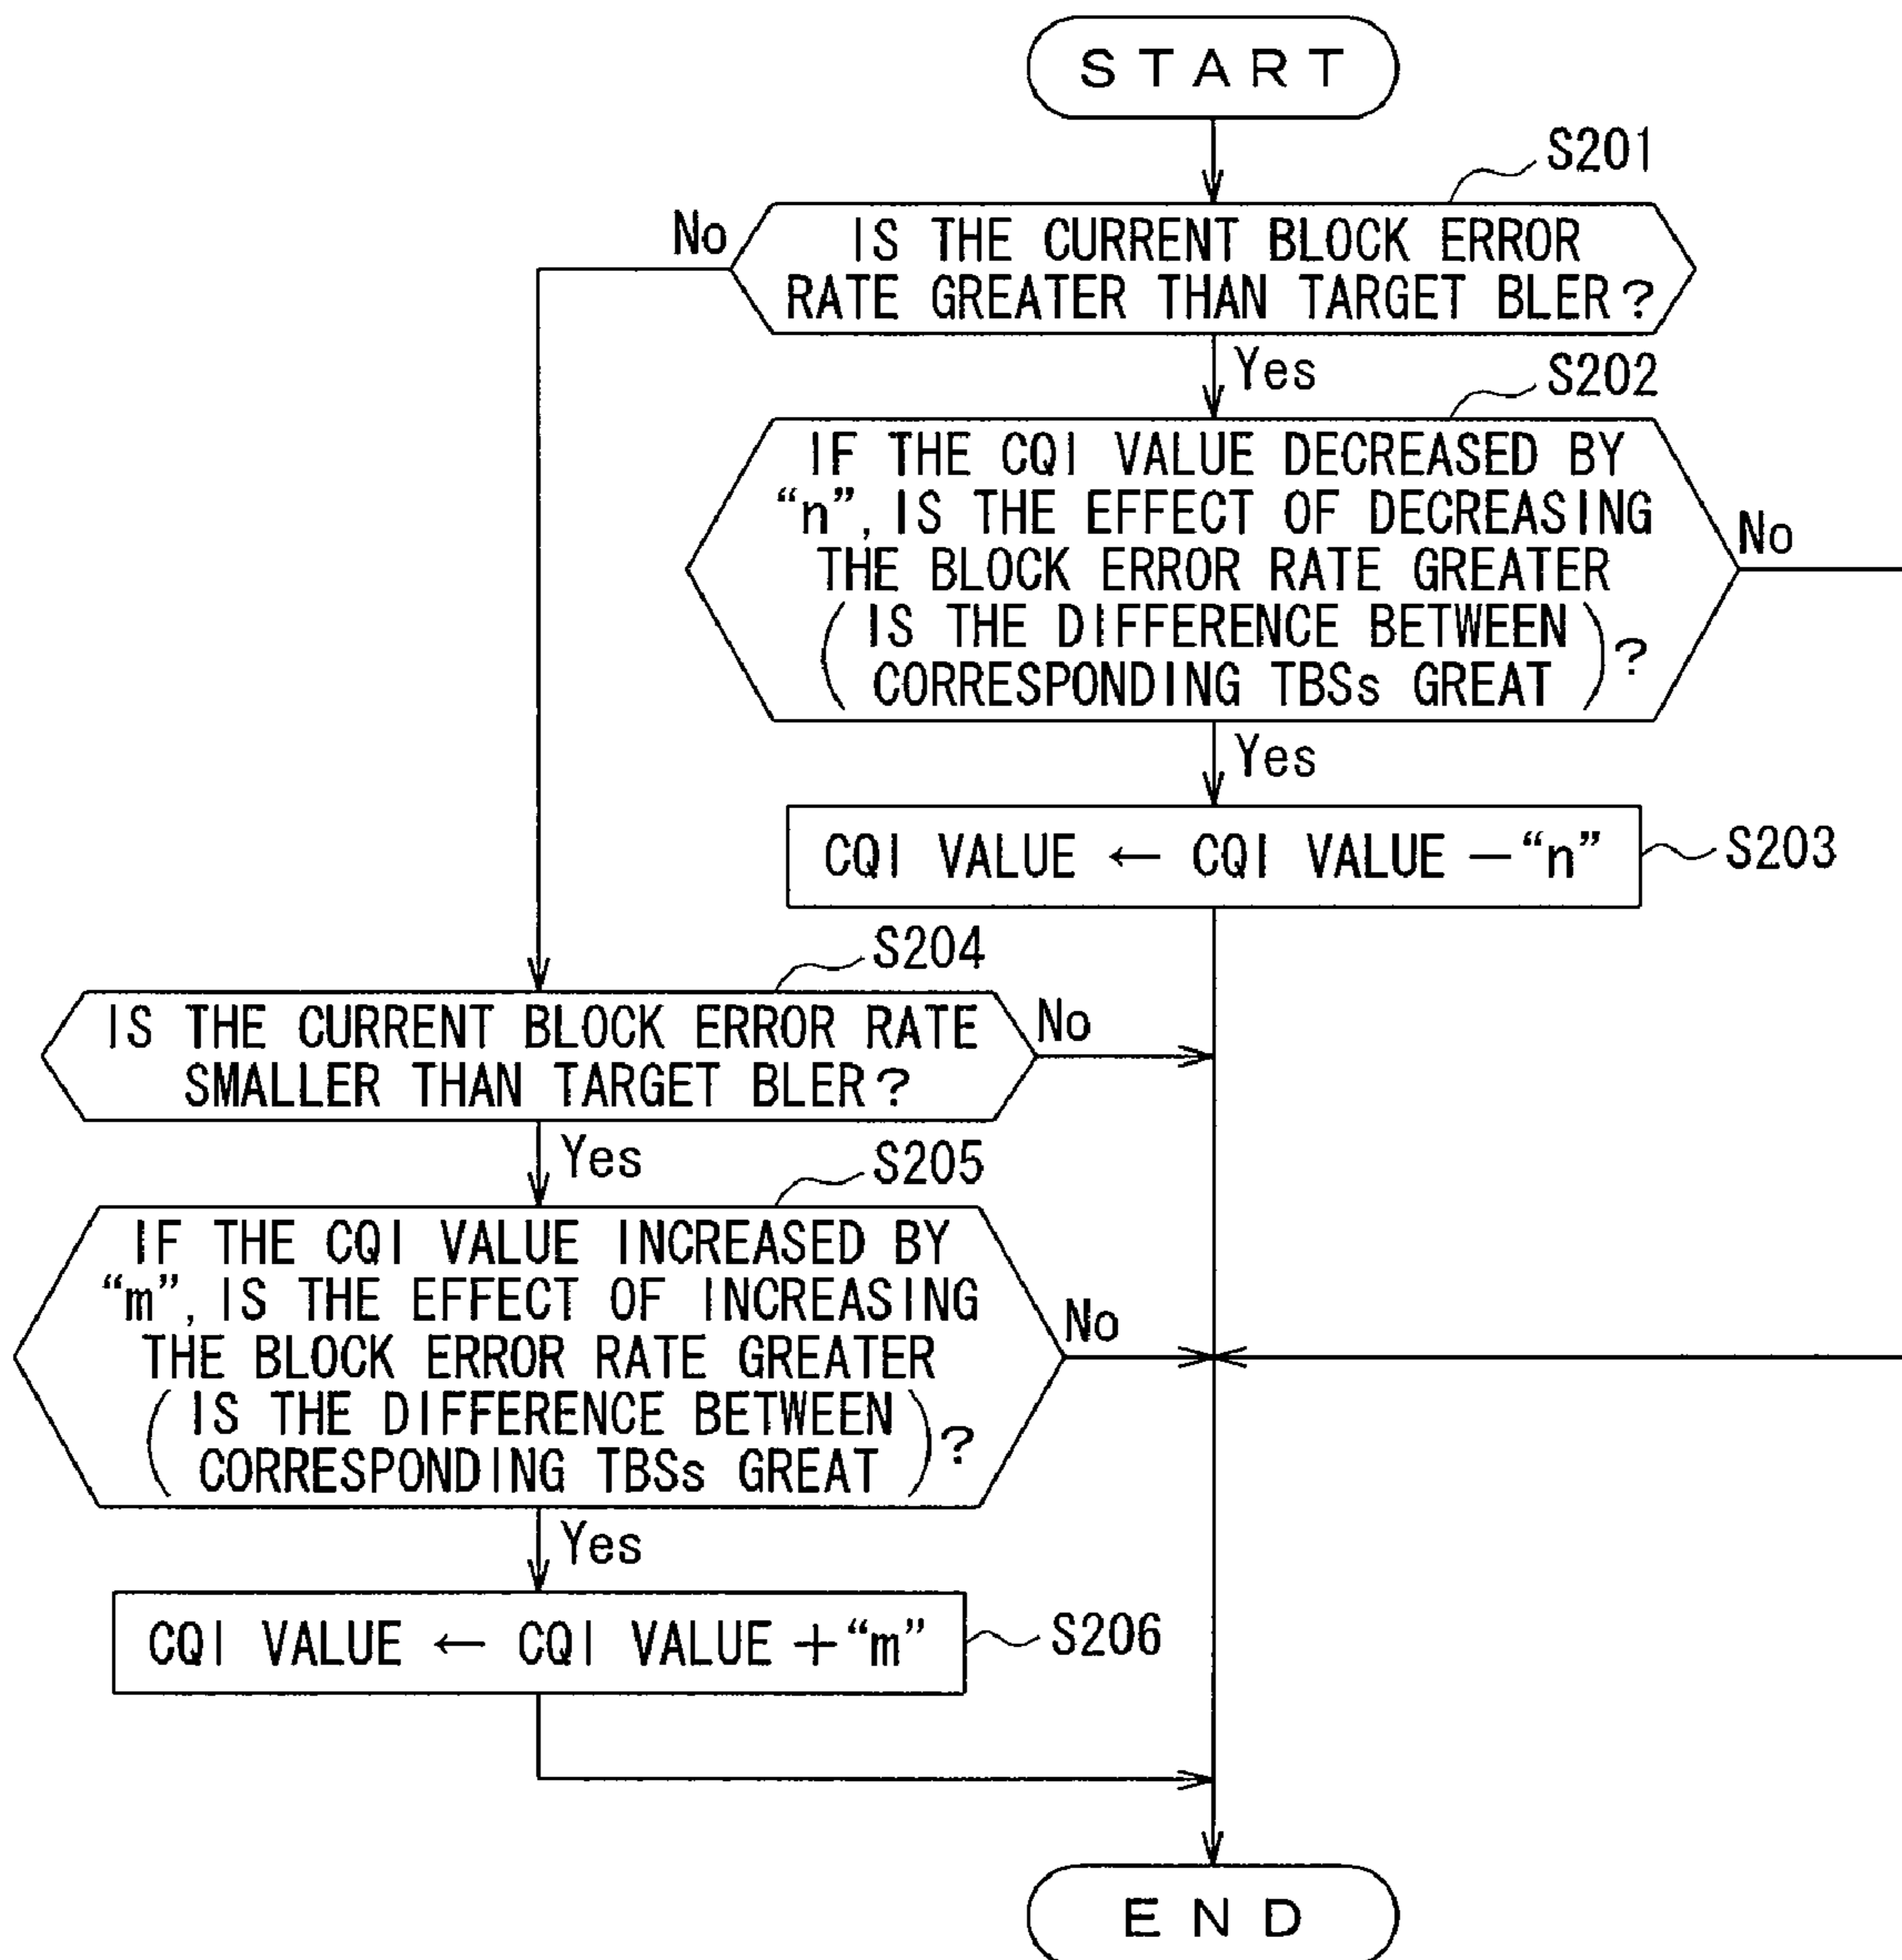 START
S201
No
IS THE CURRENT BLOCK ERROR
RATE GREATER THAN TARGET BLER?
Yes
S202
IF THE CQI VALUE DECREASED BY
“n”, IS THE EFFECT OF DECREASING
THE BLOCK ERROR RATE GREATER
(IS THE DIFFERENCE BETWEEN
CORRESPONDING TBSs GREAT)?
No
Yes
CQI VALUE ← CQI VALUE −“n”
S203
S204
IS THE CURRENT BLOCK ERROR RATE
SMALLER THAN TARGET BLER?
No
Yes
S205
IF THE CQI VALUE INCREASED BY
“m”, IS THE EFFECT OF INCREASING
THE BLOCK ERROR RATE GREATER
(IS THE DIFFERENCE BETWEEN
CORRESPONDING TBSs GREAT)?
No
Yes
CQI VALUE ← CQI VALUE +“m”
S206
END